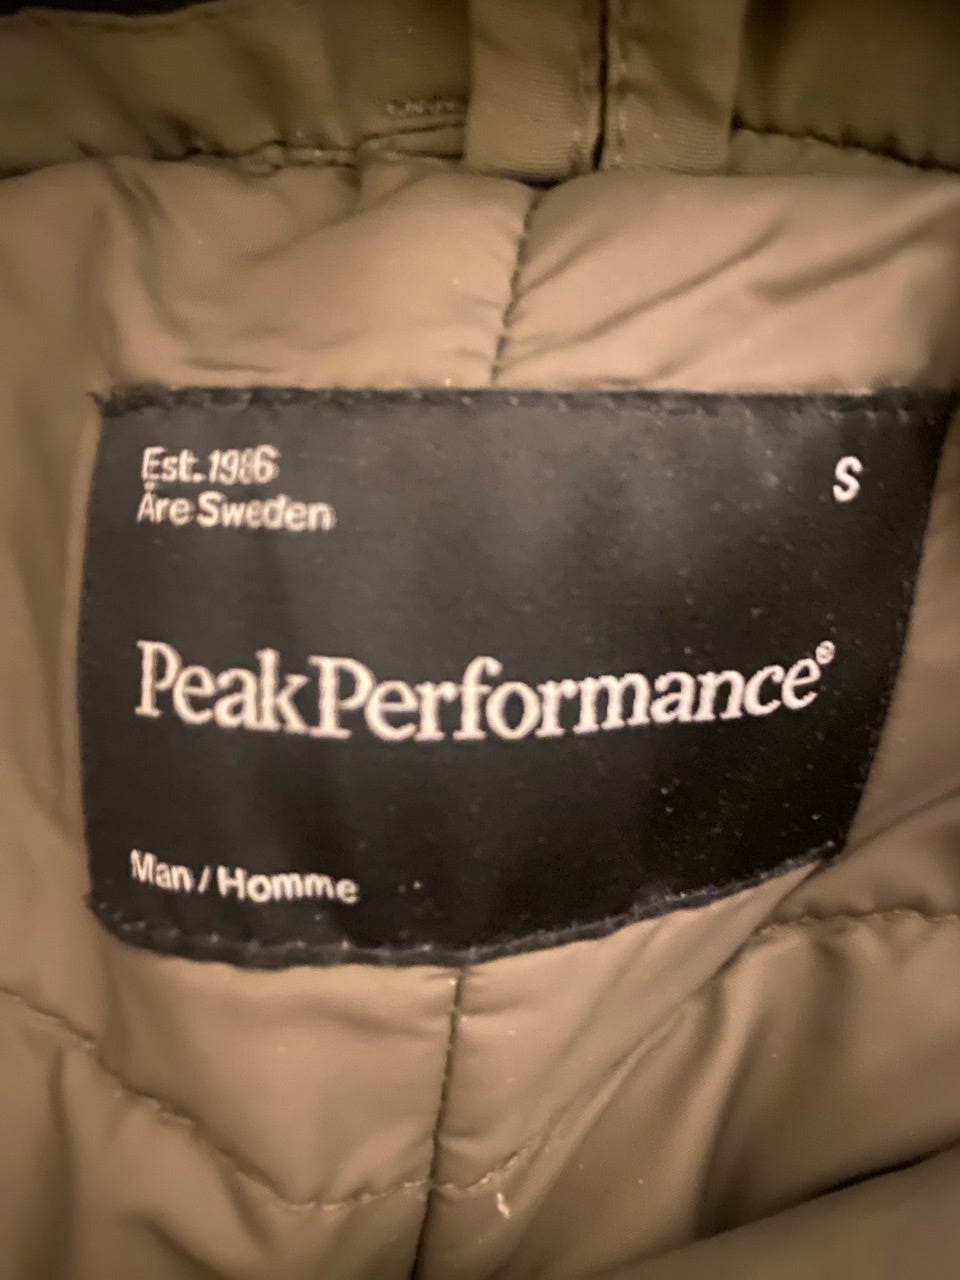 Est. 1986
Åre Sweden
S
PeakPerformance®
Man / Homme